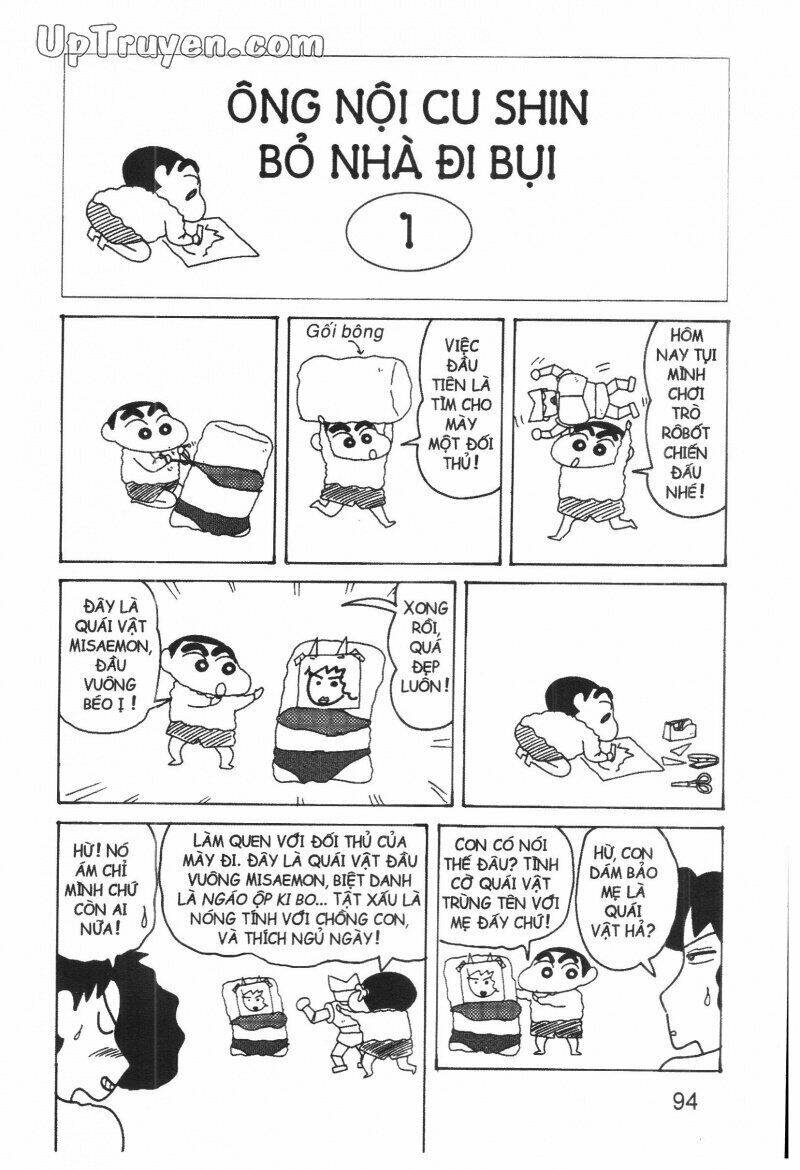 UpTruyen.com
ÔNG NỘI CU SHIN
BỎ NHÀ ĐI BỤI
1
HÔM
NAY TỤI
MÌNH
CHƠI
TRÒ
RÔBỐT
CHIẾN
ĐẤU
NHÉ!
VIỆC
ĐẦU
TIÊN LÀ
TÌM CHO
MÀY
MỘT ĐỐI
THỦ!
Gối bông
XONG
RỒI,
QUÁ
ĐẸP
LUÔN!
ĐÂY LÀ
QUÁI VẬT
MISAEMON,
ĐẦU
VUÔNG
BÉO Ị!
HỪ, CON
DÁM BẢO
MẸ LÀ
QUÁI
VẬT HẢ?
CON CÓ NÓI
THẾ ĐÂU? TÌNH
CỜ QUÁI VẬT
TRÙNG TÊN VỚI
MẸ ĐẤY CHỨ!
LÀM QUEN VỚI ĐỐI THỦ CỦA
MÀY ĐI. ĐÂY LÀ QUÁI VẬT ĐẦU
VUÔNG MISAEMON, BIỆT DANH
LÀ NGÁO ỘP KI BO... TẬT XẤU LÀ
NÓNG TÍNH VỚI CHỒNG CON,
VÀ THÍCH NGỦ NGÀY!
HỪ! NÓ
ÁM CHỈ
MÌNH CHỨ
CÒN AI
NỮA!
94